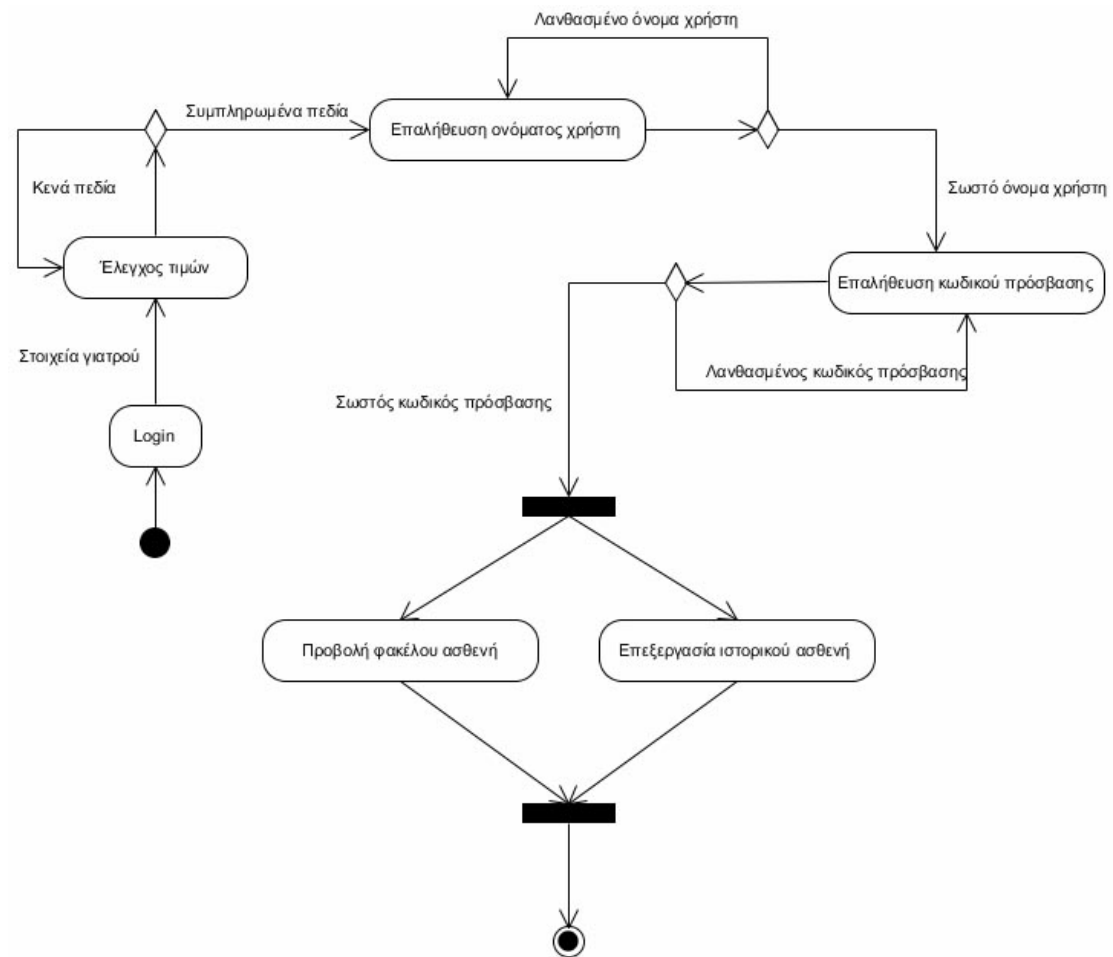 Λανθασμένο όνομα χρήστη
Συμπληρωμένα πεδία
Επαλήθευση ονόματος χρήστη
Κενά πεδία
Σωστό όνομα χρήστη
Έλεγχος τιμών
Επαλήθευση κωδικού πρόσβασης
Στοιχεία γιατρού
Λανθασμένος κωδικός πρόσβασης
Σωστός κωδικός πρόσβασης
Login
Προβολή φακέλου ασθενή
Επεξεργασία ιστορικού ασθενή